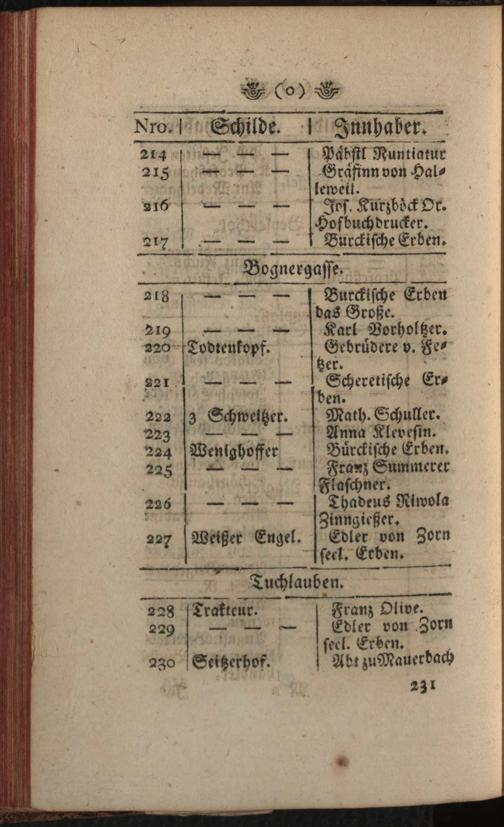 (0)
Nro. | Schilde. | Innhaber.
214 — — — Päbstl Nuntiatur
215 — — — Gräfinn von Hal=
leweil.
216 — — — Jos. Kurzböck Or.
Hofbuchdrucker.
217 — — — Burckische Erben.
Bognergasse.
218 — — — Burckische Erben
das Große.
219 — — — Karl Vorholtzer.
220 Todtenkopf. Gebrüdere v. Fe=
tzer.
221 — — — Scheretische Er=
ben.
222 3 Schweitzer. Math. Schuller.
223 — — — Anna Klevesin.
224 Wenighoffer Bürckische Erben.
225 — — — Franz Summerer
Flaschner.
226 — — — Thadeus Niwola
Zinngießer.
227 Weißer Engel. Edler von Zorn
seel. Erben.
Tuchlauben.
228 Trakteur. Franz Olive.
229 — — — Edler von Zorn
seel. Erben.
230 Seitzerhof. Abt zu Mauerbach
231